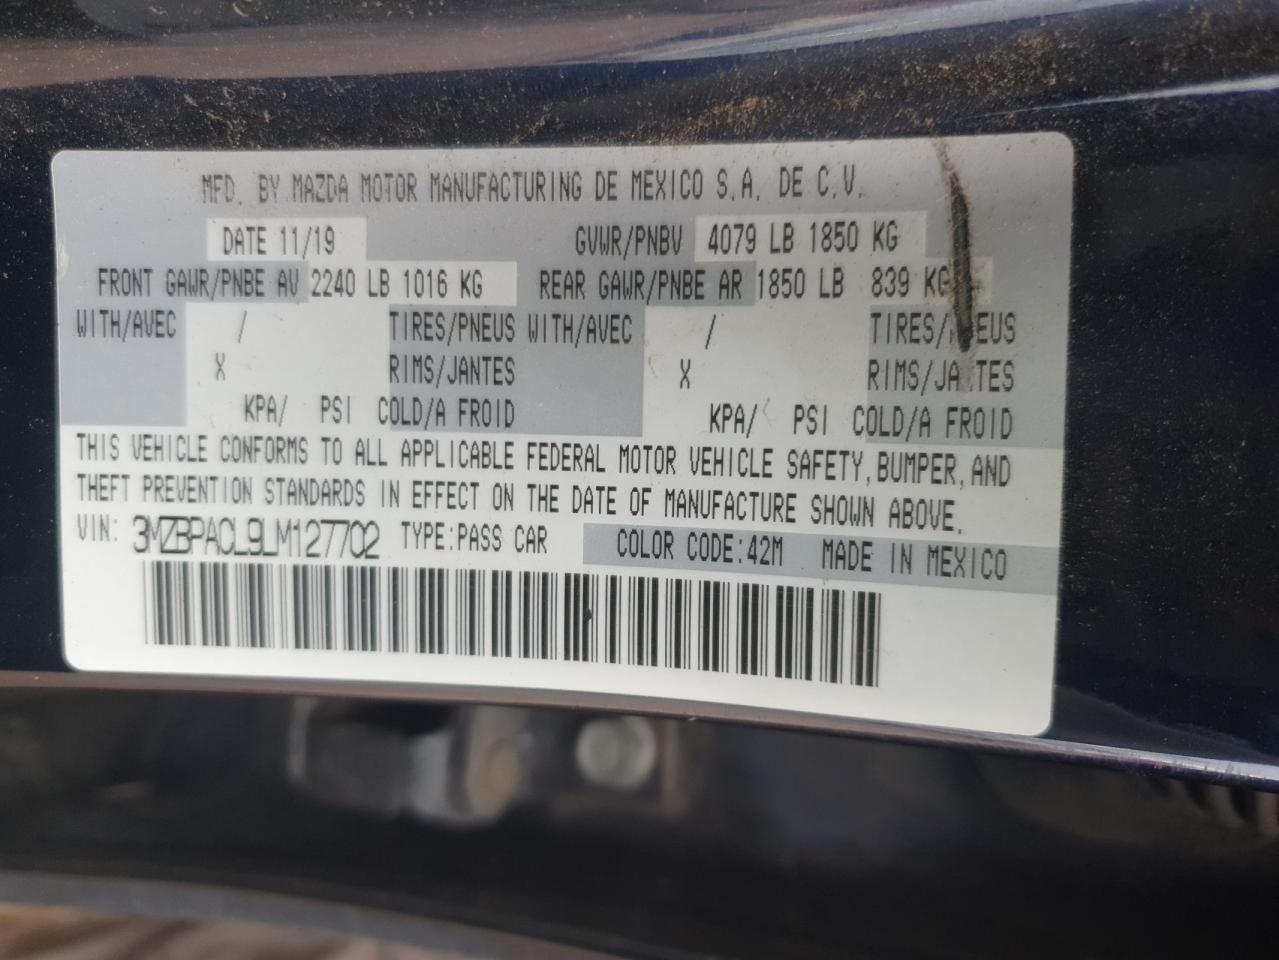 MFD. BY MAZDA MOTOR MANUFACTURING DE MEXICO S.A. DE C.V.
DATE 11/19 GVWR/PNBV 4079 LB 1850 KG
FRONT GAWR/PNBE AV 2240 LB 1016 KG REAR GAWR/PNBE AR 1850 LB 839 KG
WITH/AVEC / TIRES/PNEUS WITH/AVEC / TIRES/PNEUS
X RIMS/JANTES X RIMS/JANTES
KPA/ PSI COLD/A FROID KPA/ PSI COLD/A FROID
THIS VEHICLE CONFORMS TO ALL APPLICABLE FEDERAL MOTOR VEHICLE SAFETY, BUMPER, AND
THEFT PREVENTION STANDARDS IN EFFECT ON THE DATE OF MANUFACTURE SHOWN ABOVE.
VIN: 3MZBPACL9LM127702 TYPE:PASS CAR COLOR CODE:42M MADE IN MEXICO